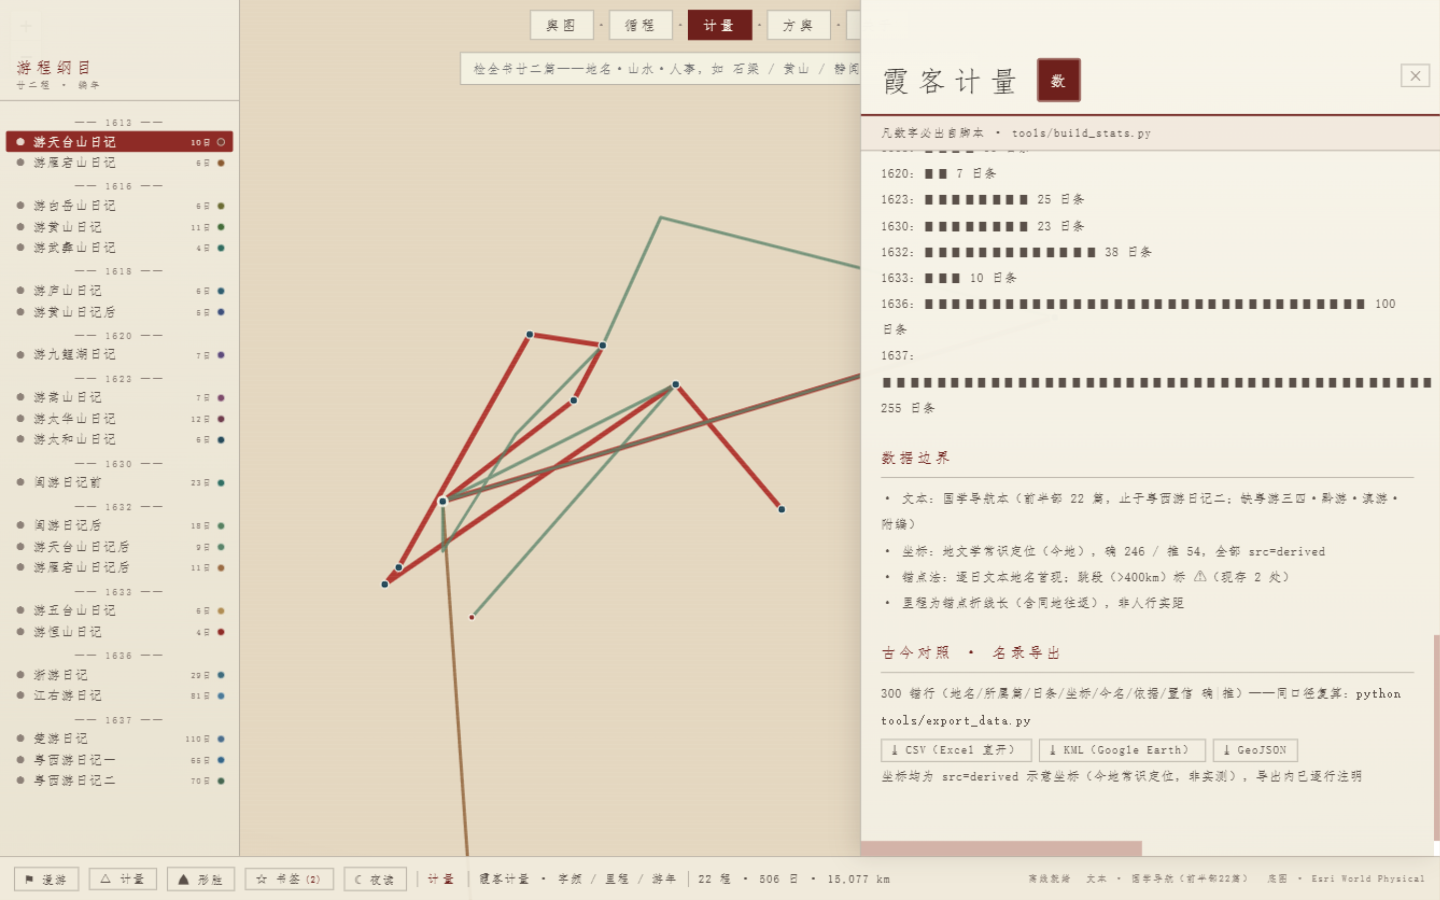 舆图 · 循程 · 计量 · 方舆
检全书廿二篇——地名·山水·人事，如 石梁 / 黄山 / 静闻
游程纲目
廿二程 · 编年
—— 1613 ——
游天台山日记 10日
游雁宕山日记 6日
—— 1616 ——
游白岳山日记 6日
游黄山日记 11日
游武彝山日记 4日
—— 1618 ——
游庐山日记 6日
游黄山日记后 5日
—— 1620 ——
游九鲤湖日记 7日
—— 1623 ——
游嵩山日记 7日
游太华山日记 12日
游太和山日记 6日
—— 1630 ——
闽游日记前 23日
—— 1632 ——
闽游日记后 18日
游天台山日记后 9日
游雁宕山日记后 11日
—— 1633 ——
游五台山日记 6日
游恒山日记 4日
—— 1636 ——
浙游日记 29日
江右游日记 81日
—— 1637 ——
楚游日记 110日
粤西游日记一 66日
粤西游日记二 70日
霞客计量 数
凡数字必出自脚本 · tools/build_stats.py
1620: 7 日条
1623: 25 日条
1630: 23 日条
1632: 38 日条
1633: 10 日条
1636: 100
日条
1637:
255 日条
数据边界
· 文本: 国学导航本（前半部 22 篇，止于粤西游日记二；缺粤游三四·黔游·滇游·
附编）
· 坐标: 地文学常识定位（今地），确 246 / 推 54，全部 src=derived
· 锚点法: 逐日文本地名首现；跳段（>400km）标 ⚠（现存 2 处）
· 里程为锚点折线长（含同地往返），非人行实距
古今对照 · 名录导出
300 锚行（地名/所属篇/日条/坐标/今名/依据/置信 确|推）——同口径复算: python
tools/export_data.py
⤓ CSV（Excel 直开） ⤓ KML（Google Earth） ⤓ GeoJSON
坐标均为 src=derived 示意坐标（今地常识定位，非实测），导出内已逐行注明
⚑ 漫游 △ 计量 ▲ 形胜 ☆ 书签 (2) ☾ 夜读 计量 霞客计量 · 字频 / 里程 / 游年 22 程 · 506 日 · 15,077 km
离线就绪 文本 · 国学导航（前半部22篇） 底图 · Esri World Physical